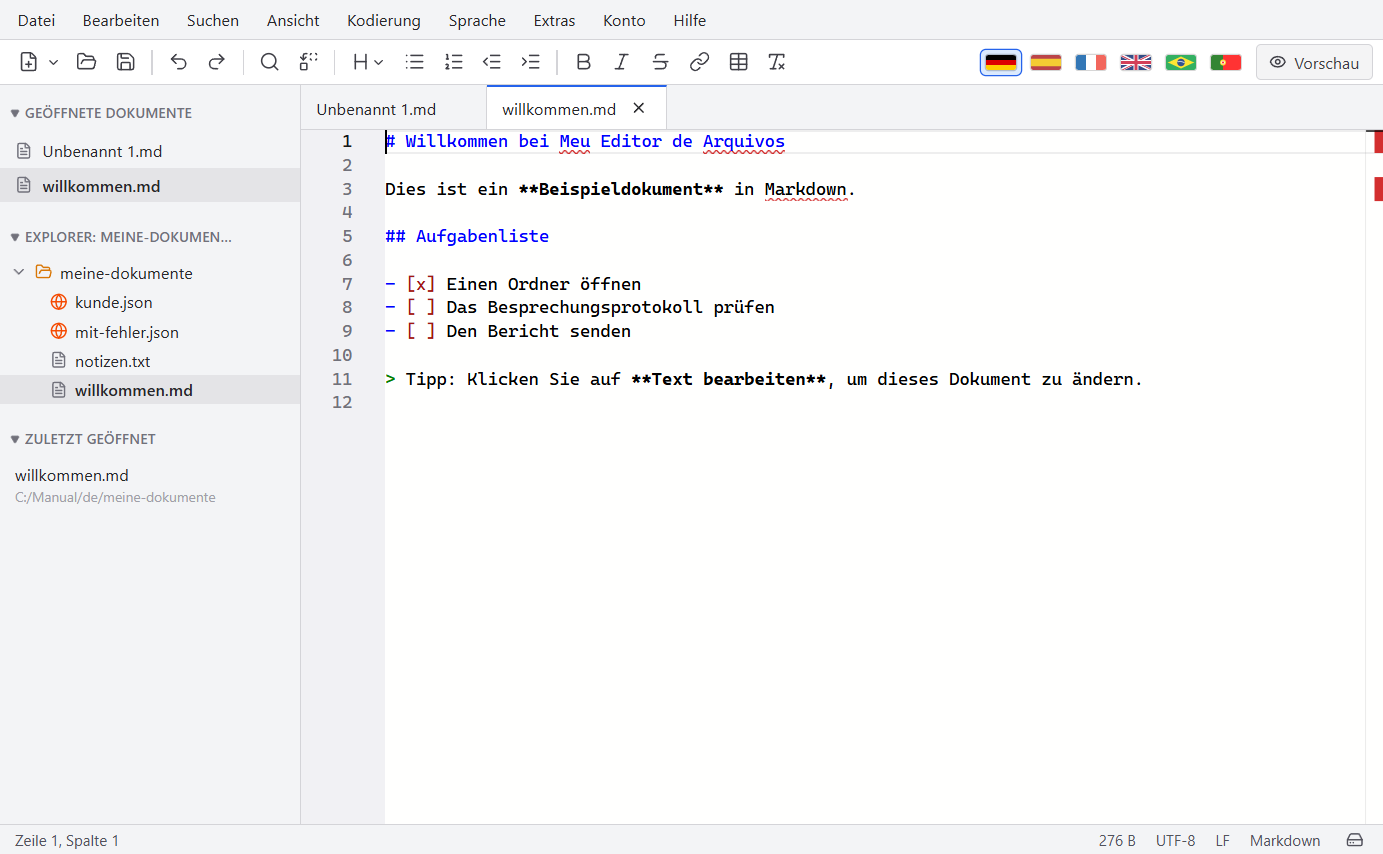 Datei Bearbeiten Suchen Ansicht Kodierung Sprache Extras Konto Hilfe
Vorschau
GEÖFFNETE DOKUMENTE
Unbenannt 1.md
willkommen.md
EXPLORER: MEINE-DOKUMEN...
meine-dokumente
kunde.json
mit-fehler.json
notizen.txt
willkommen.md
ZULETZT GEÖFFNET
willkommen.md
C:/Manual/de/meine-dokumente
Unbenannt 1.md willkommen.md
1 # Willkommen bei Meu Editor de Arquivos
2
3 Dies ist ein **Beispieldokument** in Markdown.
4
5 ## Aufgabenliste
6
7 - [x] Einen Ordner öffnen
8 - [ ] Das Besprechungsprotokoll prüfen
9 - [ ] Den Bericht senden
10
11 > Tipp: Klicken Sie auf **Text bearbeiten**, um dieses Dokument zu ändern.
12
Zeile 1, Spalte 1 276 B UTF-8 LF Markdown